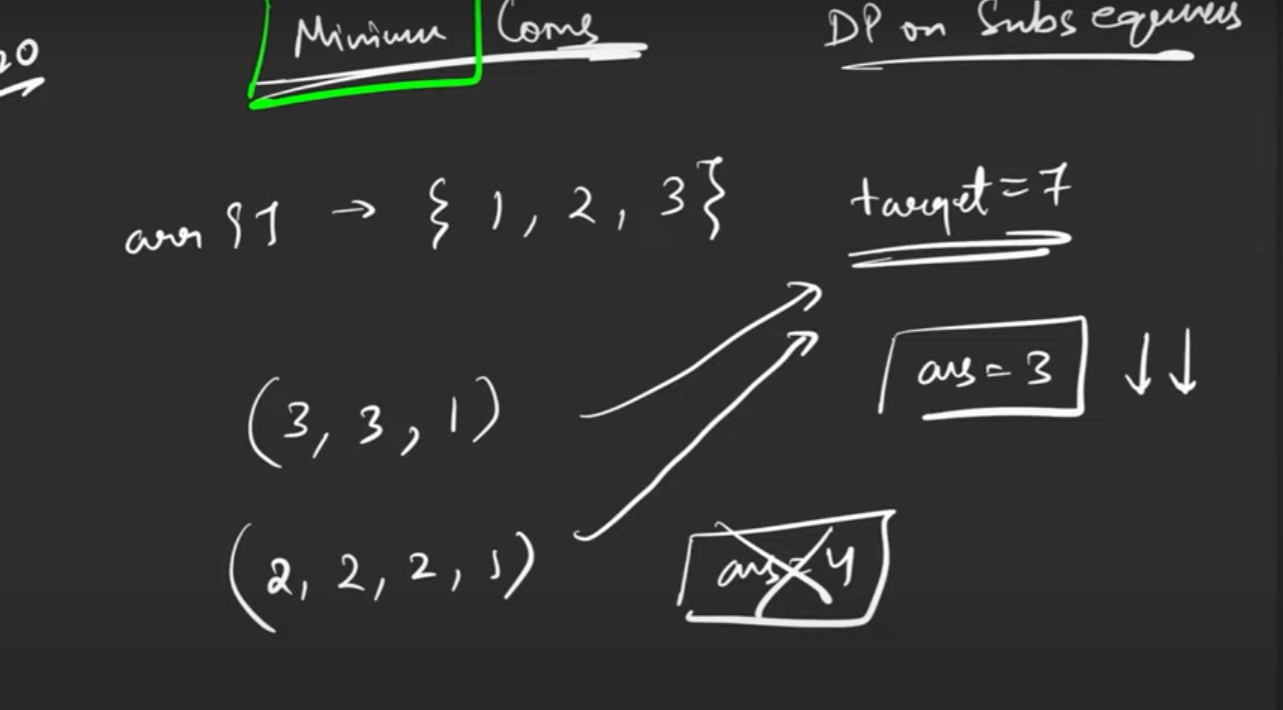 20 Minimum Coins DP on Subsequences
arr[] → {1, 2, 3} target = 7
(3, 3, 1) ans = 3 ↓↓
(2, 2, 2, 1) ans = 4